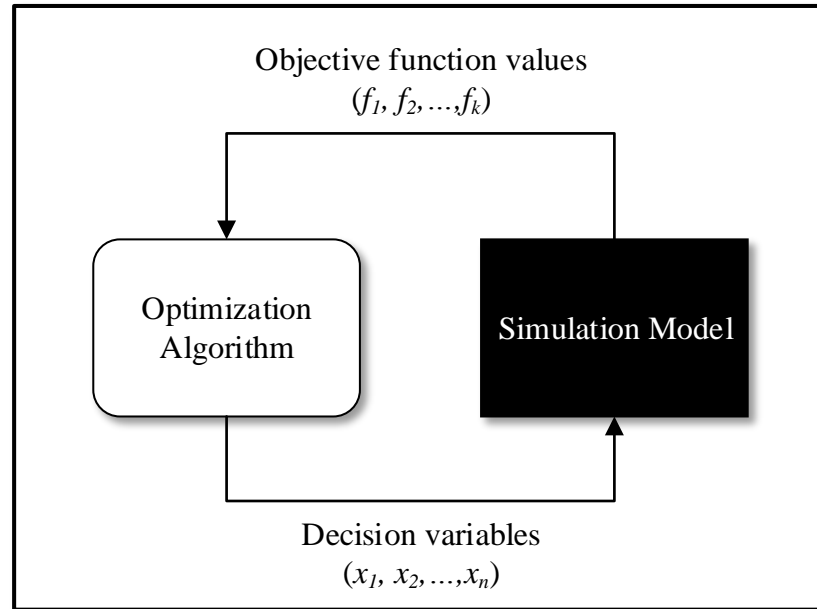 Objective function values
(f₁, f₂,...,fₖ)
Optimization
Algorithm
Simulation Model
Decision variables
(x₁, x₂,...,xₙ)